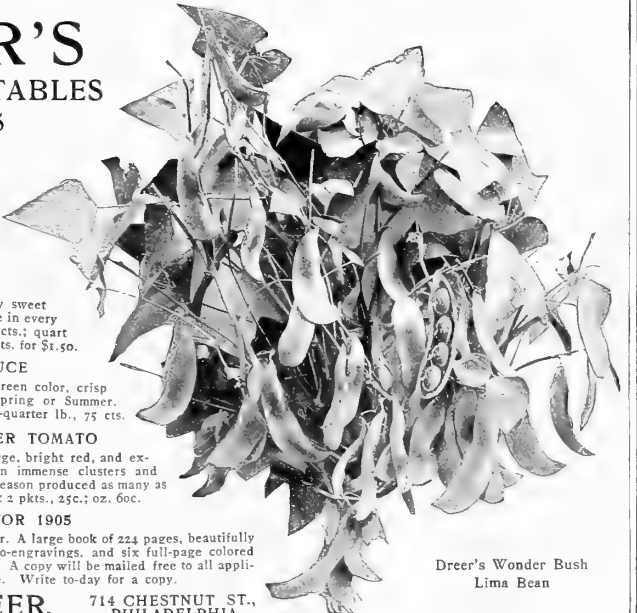 R'S
TABLES
S
y sweet
e in every
cts.; quart
ts. for $1.50.
UCE
reen color, crisp
pring or Summer.
-quarter lb., 75 cts.
ER TOMATO
rge, bright red, and ex-
n immense clusters and
eason produced as many as
: 2 pkts., 25c.; oz. 60c.
OR 1905
r. A large book of 224 pages, beautifully
o-engravings, and six full-page colored
A copy will be mailed free to all appli-
e. Write to-day for a copy.
EER,
714 CHESTNUT ST.,
PHILADELPHIA
Dreer's Wonder Bush
Lima Bean